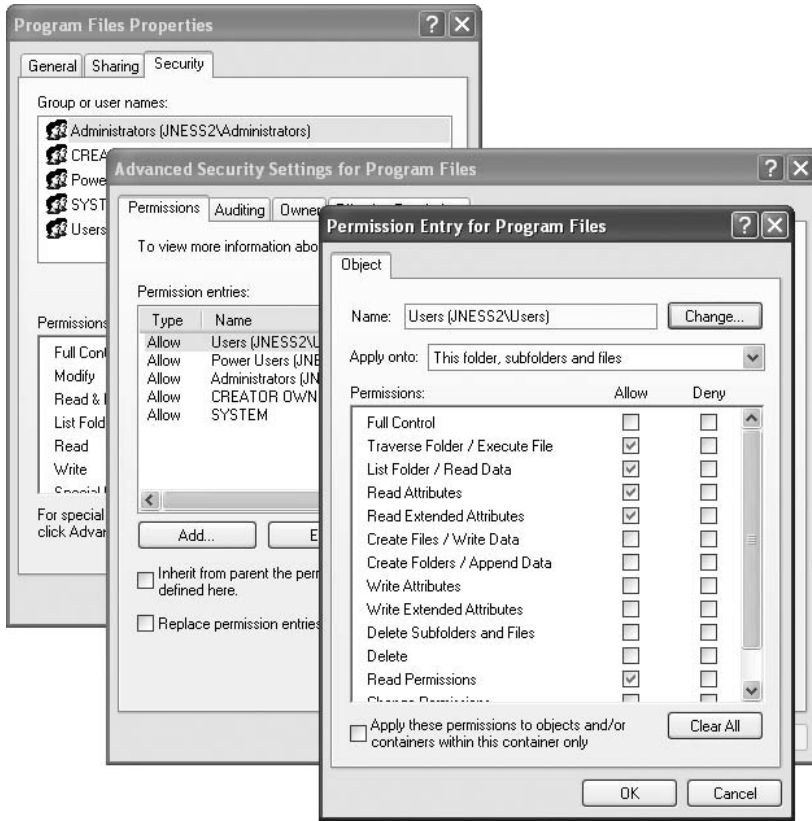 Program Files Properties
General Sharing Security
Group or user names:
Administrators (JNESS2\Administrators)
CREA
Powe
SYST
Users
Permissions
Full Cont
Modify
Read &
List Fold
Read
Write
Special
For special
click Advan
Advanced Security Settings for Program Files
Permissions Auditing Owner
To view more information abo
Permission entries:
Type Name
Allow Users (JNESS2\U
Allow Power Users (JNE
Allow Administrators (JN
Allow CREATOR OWN
Allow SYSTEM
Add... E
Inherit from parent the perm
defined here.
Replace permission entries
Permission Entry for Program Files
Object
Name: Users (JNESS2\Users) Change...
Apply onto: This folder, subfolders and files
Permissions: Allow Deny
Full Control
Traverse Folder / Execute File
List Folder / Read Data
Read Attributes
Read Extended Attributes
Create Files / Write Data
Create Folders / Append Data
Write Attributes
Write Extended Attributes
Delete Subfolders and Files
Delete
Read Permissions
Change Permissions
Apply these permissions to objects and/or
containers within this container only
Clear All
OK Cancel